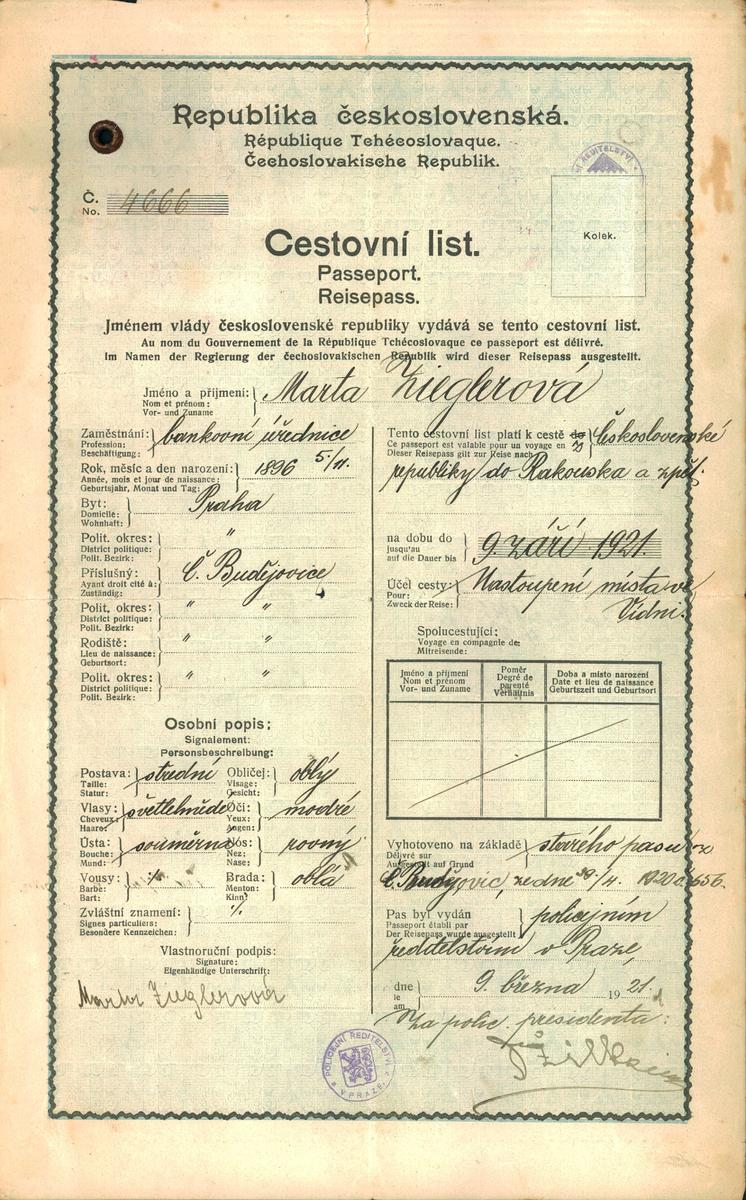 Republika československá.
République Tchécoslovaque.
Čechoslovakische Republik.
Č.
No. 4666
Kolek.
Cestovní list.
Passeport.
Reisepass.
Jménem vlády československé republiky vydává se tento cestovní list.
Au nom du Gouvernement de la République Tchécoslovaque ce passeport est délivré.
Im Namen der Regierung der čechoslovakischen Republik wird dieser Reisepass ausgestellt.
Jméno a příjmení: Marta Zieglerová
Nom et prénom:
Vor- und Zuname
Zaměstnání: bankovní úřednice
Profession:
Beschäftigung:
Rok, měsíc a den narození: 1896 5/11.
Année, mois et jour de naissance:
Geburtsjahr, Monat und Tag:
Byt: Praha
Domicile:
Wohnhaft:
Polit. okres: "
District politique:
Polit. Bezirk:
Příslušný: Č. Budějovice
Ayant droit cité à:
Zuständig:
Polit. okres: " "
District politique:
Polit. Bezirk:
Rodiště: " "
Lieu de naissance:
Geburtsort:
Polit. okres: " "
District politique:
Polit. Bezirk:
Osobní popis:
Signalement:
Personsbeschreibung:
Postava: střední Obličej: oblý
Taille: Visage:
Statur: Gesicht:
Vlasy: světlehnědé Oči: modré
Cheveux: Yeux:
Haare: Augen:
Ústa: souměrná Nós: rovný
Bouche: Nez:
Mund: Nase:
Vousy: ./. Brada: oblá
Barbe: Menton:
Bart: Kinn:
Zvláštní znamení: ./.
Signes particuliers:
Besondere Kennzeichen:
Vlastnoruční podpis:
Signature:
Eigenhändige Unterschrift:
Marta Zieglerová
Tento cestovní list platí k cestě do z Československé
Ce passeport est valable pour un voyage en
Dieser Reisepass gilt zur Reise nach
republiky do Rakouska a zpět.
na dobu do 9. září 1921.
jusqu'au
auf die Dauer bis
Účel cesty: Nastoupení místa ve
Pour:
Zweck der Reise:
Vídni.
Spolucestující:
Voyage en compagnie de:
Mitreisende:
Jméno a příjmení Poměr Doba a místo narození
Nom et prénom Degré de parenté Date et lieu de naissance
Vor- und Zuname Verhältnis Geburtszeit und Geburtsort
Vyhotoveno na základě starého pasu z
Délivré sur
Ausgestellt auf Grund
Č. Budějovic, ze dne /4. 1920 č. 556.
Pas byl vydán policejním
Passeport établi par
Der Reisepass wurde ausgestellt
ředitelstvím v Praze,
dne 9. března 1921
le
am
Za polic. presidenta:
POLICEJNÍ ŘEDITELSTVÍ
V PRAZE